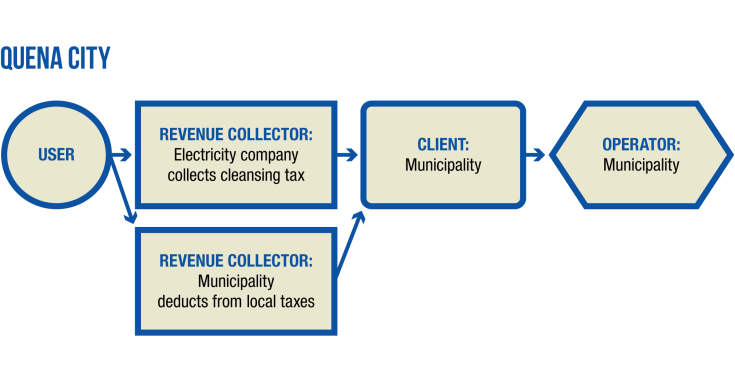 QUENA CITY
USER
REVENUE COLLECTOR:
Electricity company
collects cleansing tax
CLIENT:
Municipality
OPERATOR:
Municipality
REVENUE COLLECTOR:
Municipality
deducts from local taxes